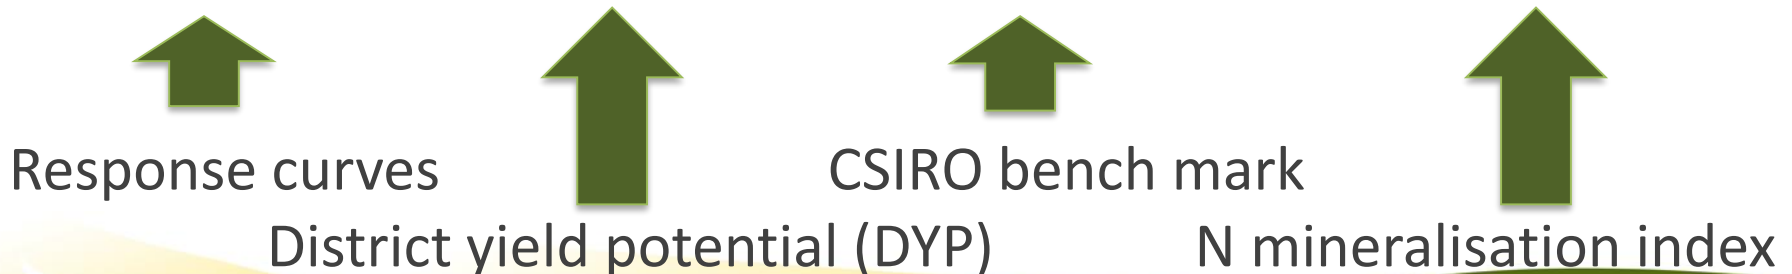 Response curves
CSIRO bench mark
District yield potential (DYP)
N mineralisation index